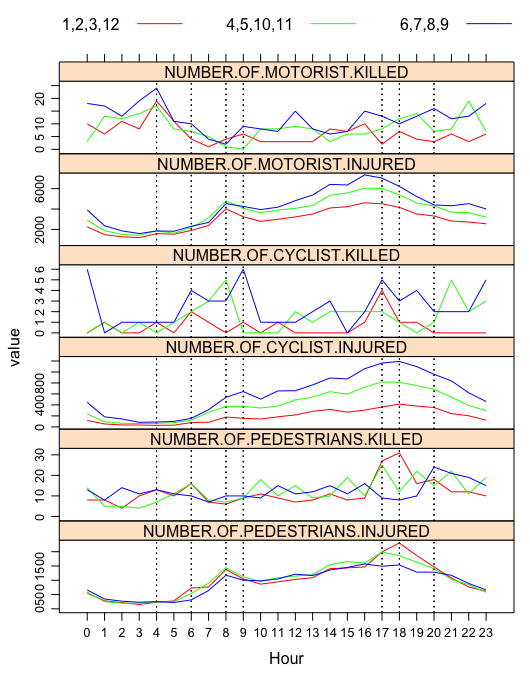 1,2,3,12 4,5,10,11 6,7,8,9
NUMBER.OF.MOTORIST.KILLED
20
10
5
0
NUMBER.OF.MOTORIST.INJURED
6000
2000
NUMBER.OF.CYCLIST.KILLED
6
5
4
3
2
1
0
NUMBER.OF.CYCLIST.INJURED
800
400
0
NUMBER.OF.PEDESTRIANS.KILLED
30
20
10
0
NUMBER.OF.PEDESTRIANS.INJURED
1500
500
0
value
0 1 2 3 4 5 6 7 8 9 10 11 12 13 14 15 16 17 18 19 20 21 22 23
Hour